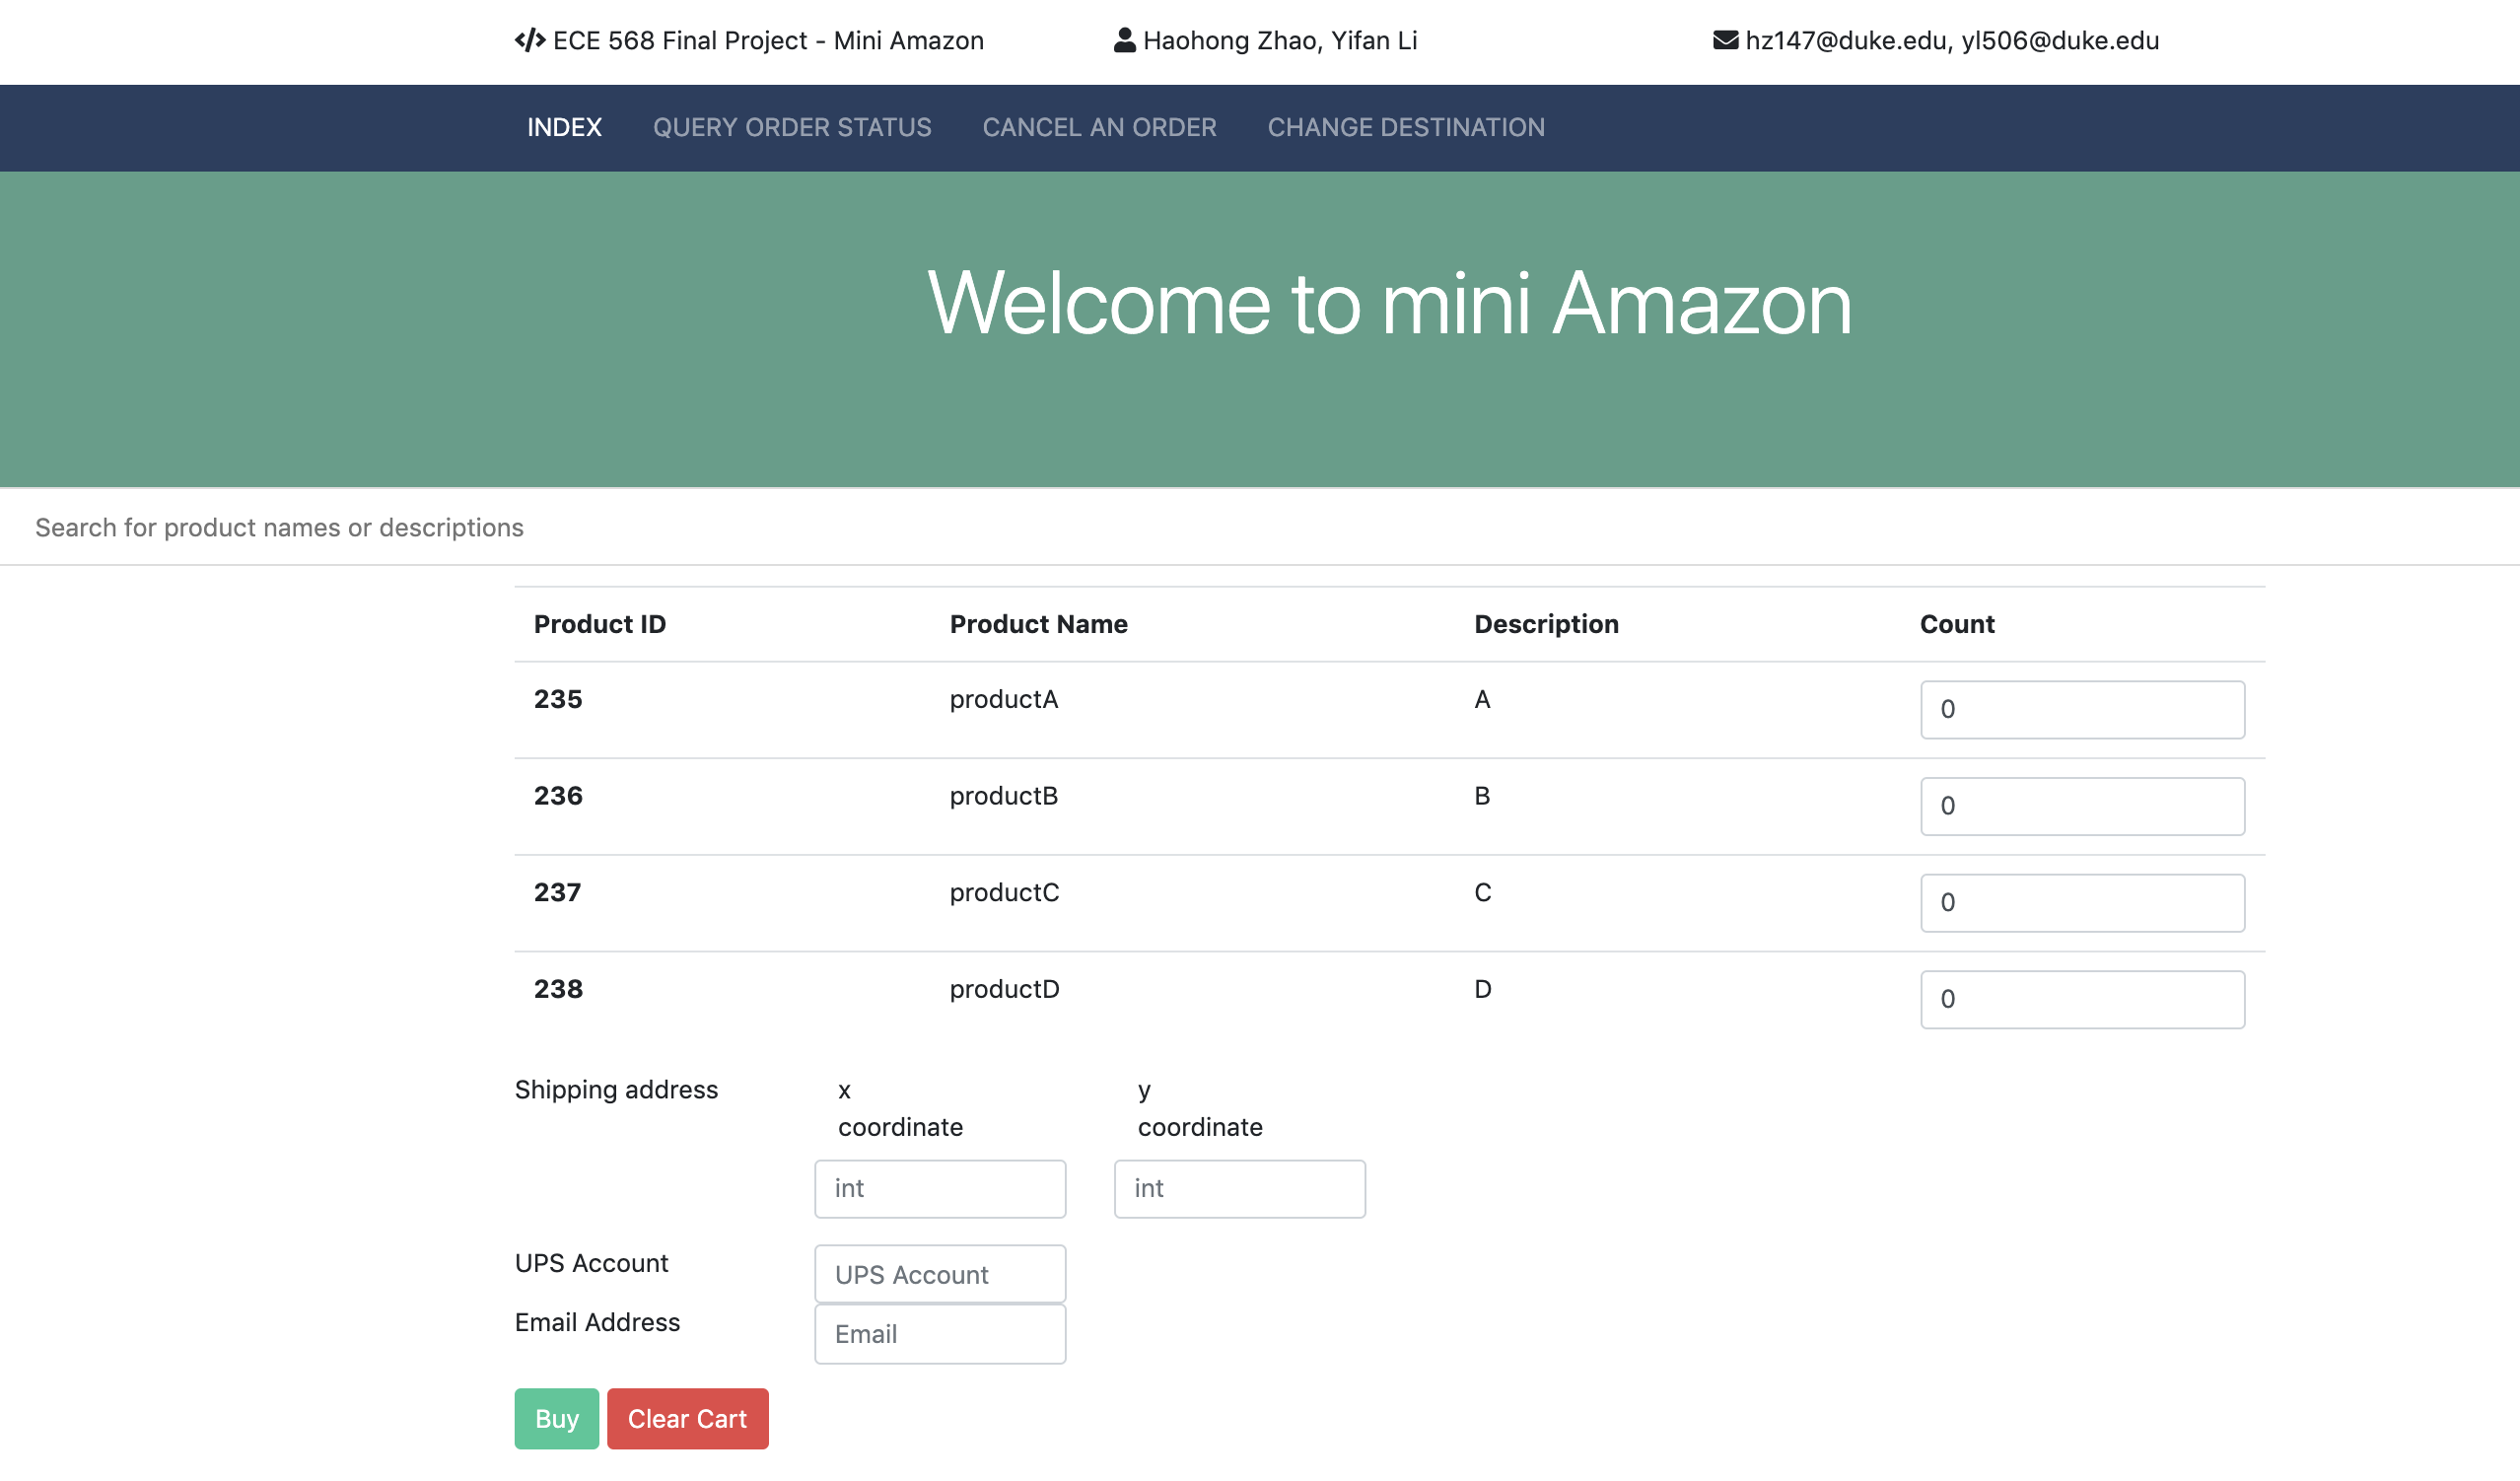 ECE 568 Final Project - Mini Amazon Haohong Zhao, Yifan Li hz147@duke.edu, yl506@duke.edu
INDEX QUERY ORDER STATUS CANCEL AN ORDER CHANGE DESTINATION
Welcome to mini Amazon
Search for product names or descriptions
Product ID Product Name Description Count
235 productA A 0
236 productB B 0
237 productC C 0
238 productD D 0
Shipping address x y
coordinate coordinate
int int
UPS Account UPS Account
Email Address Email
Buy Clear Cart